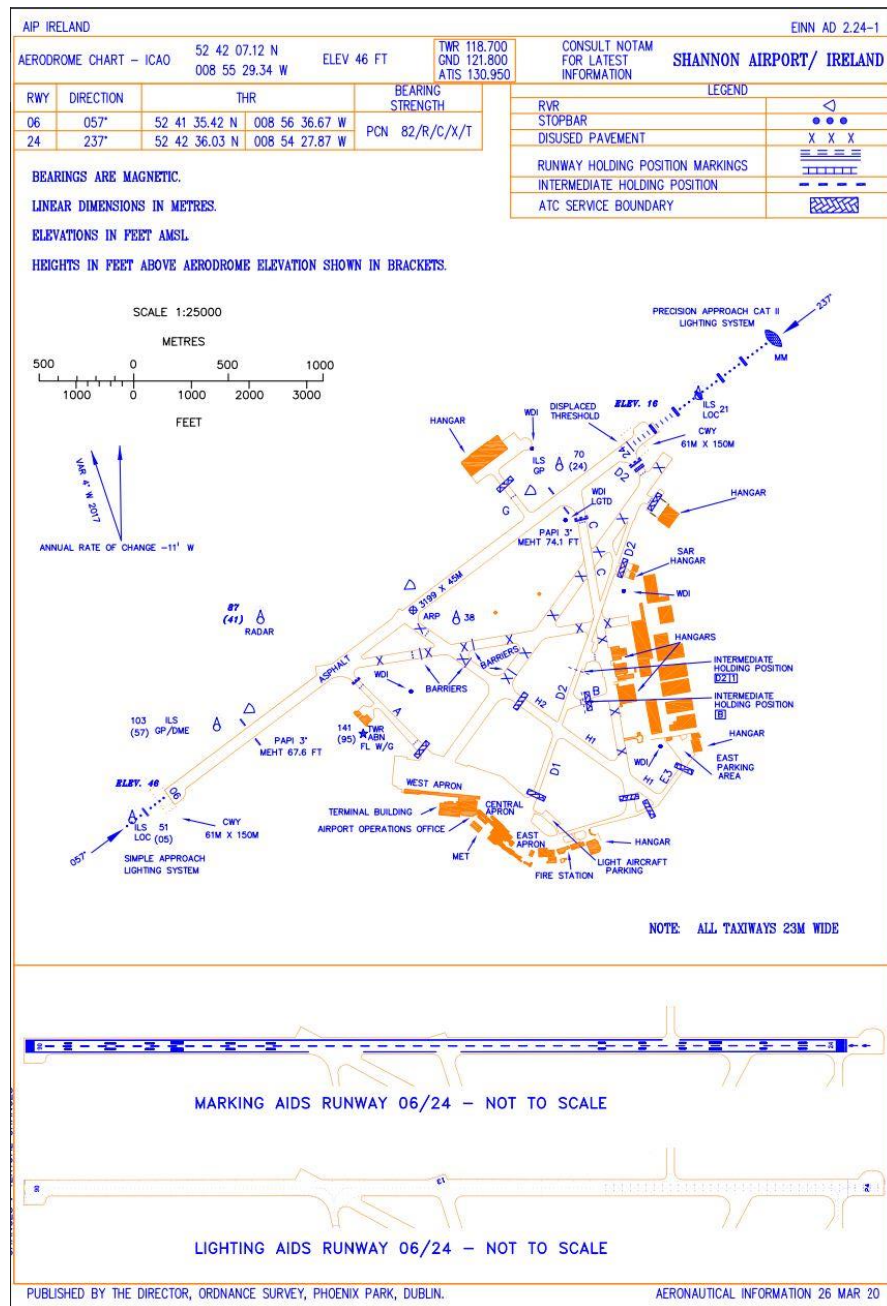 AIP IRELAND
EINN AD 2.24-1
AERODROME CHART – ICAO
52 42 07.12 N
008 55 29.34 W
ELEV 46 FT
TWR 118.700
GND 121.800
ATIS 130.950
CONSULT NOTAM
FOR LATEST
INFORMATION
SHANNON AIRPORT/ IRELAND
RWY DIRECTION THR BEARING STRENGTH
06 057° 52 41 35.42 N 008 56 36.67 W
24 237° 52 42 36.03 N 008 54 27.87 W
PCN 82/R/C/X/T
LEGEND
RVR
STOPBAR
DISUSED PAVEMENT X X X
RUNWAY HOLDING POSITION MARKINGS
INTERMEDIATE HOLDING POSITION
ATC SERVICE BOUNDARY
BEARINGS ARE MAGNETIC.
LINEAR DIMENSIONS IN METRES.
ELEVATIONS IN FEET AMSL.
HEIGHTS IN FEET ABOVE AERODROME ELEVATION SHOWN IN BRACKETS.
SCALE 1:25000
METRES
500 0 500 1000
1000 0 1000 2000 3000
FEET
VAR 4° W 2017
ANNUAL RATE OF CHANGE -11' W
PRECISION APPROACH CAT II
LIGHTING SYSTEM
237°
MM
ILS
LOC 21
ELEV. 16
DISPLACED
THRESHOLD
CWY
61M X 150M
24
D2
WDI
HANGAR
ILS
GP
70
(24)
G
WDI
LGTD
PAPI 3°
MEHT 74.1 FT
C
C
D2
HANGAR
SAR
HANGAR
WDI
HANGARS
3199 X 45M
ARP
38
87
(41)
RADAR
ASPHALT
WDI
BARRIERS
BARRIERS
INTERMEDIATE
HOLDING POSITION
D2 1
INTERMEDIATE
HOLDING POSITION
B
D2
B
H2
H1
A
103
(57)
ILS
GP/DME
PAPI 3°
MEHT 67.6 FT
141
(95)
TWR
ABN
FL W/G
HANGAR
EAST
PARKING
AREA
WDI
E3
H1
D1
ELEV. 46
06
CWY
61M X 150M
ILS
LOC
51
(05)
057°
SIMPLE APPROACH
LIGHTING SYSTEM
WEST APRON
TERMINAL BUILDING
AIRPORT OPERATIONS OFFICE
MET
CENTRAL
APRON
EAST
APRON
FIRE STATION
LIGHT AIRCRAFT
PARKING
HANGAR
NOTE: ALL TAXIWAYS 23M WIDE
06 24
MARKING AIDS RUNWAY 06/24 – NOT TO SCALE
06 24
LIGHTING AIDS RUNWAY 06/24 – NOT TO SCALE
PUBLISHED BY THE DIRECTOR, ORDNANCE SURVEY, PHOENIX PARK, DUBLIN.
AERONAUTICAL INFORMATION 26 MAR 20